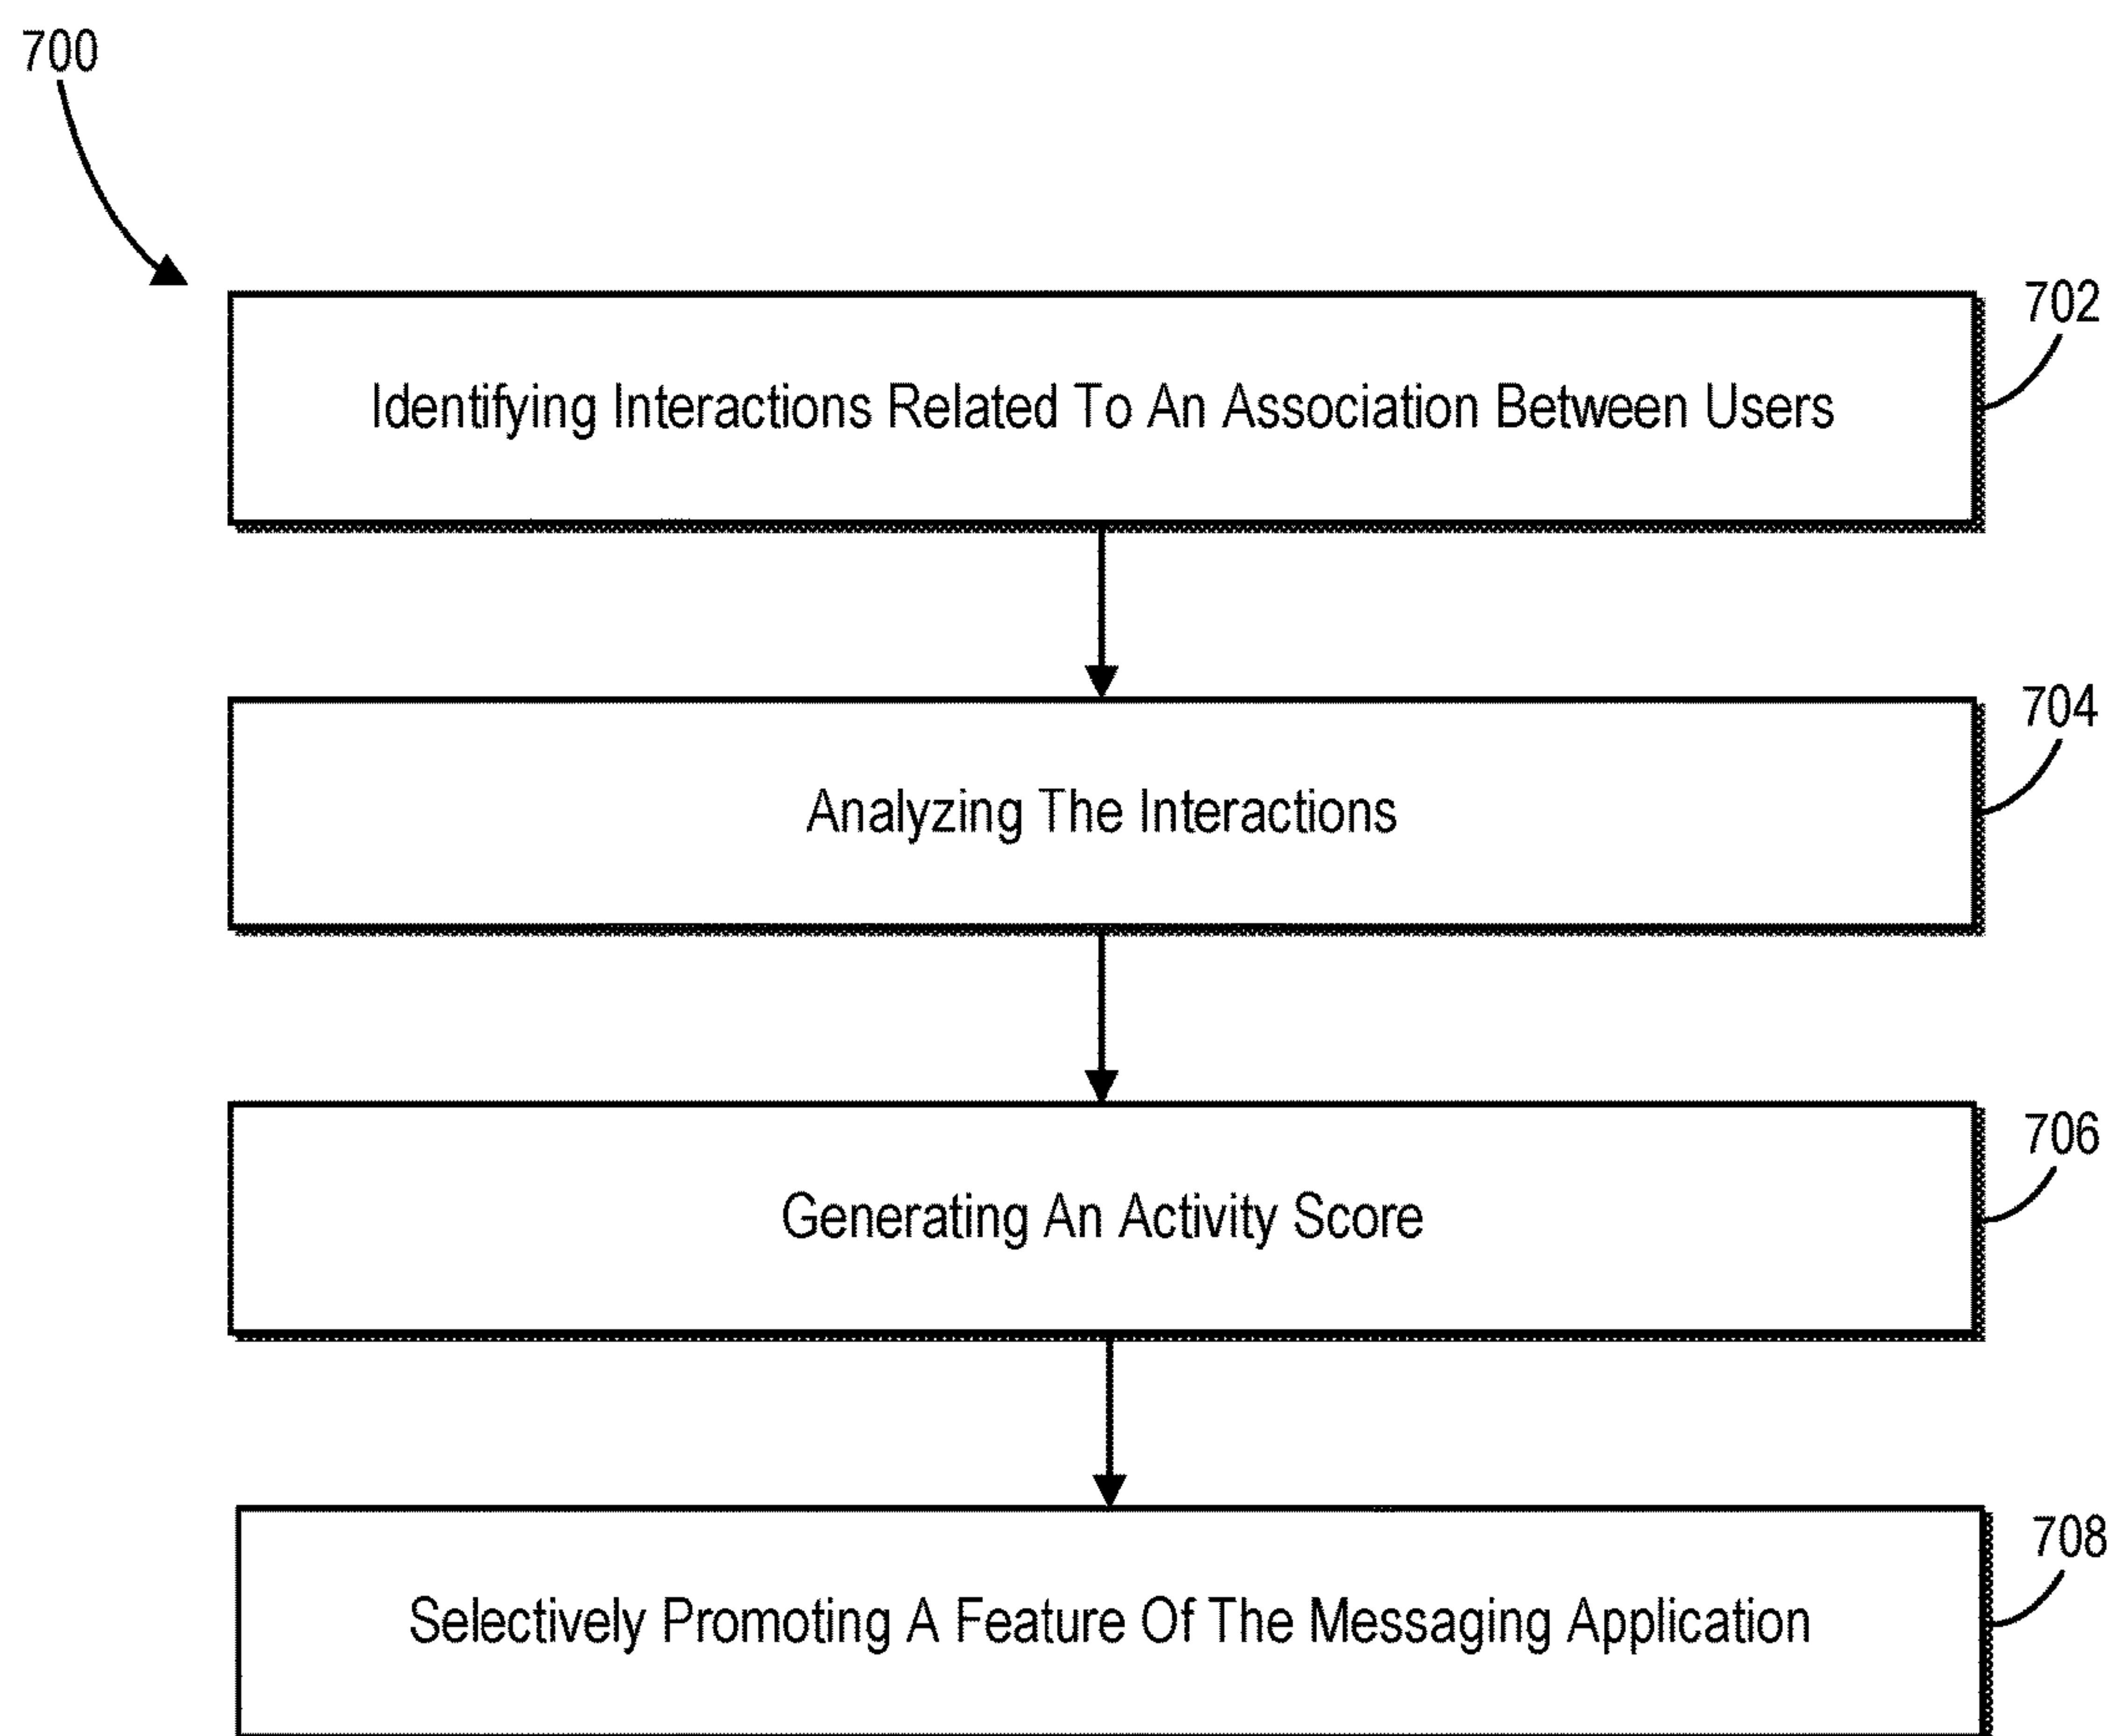 700
702
Identifying Interactions Related To An Association Between Users
704
Analyzing The Interactions
706
Generating An Activity Score
708
Selectively Promoting A Feature Of The Messaging Application